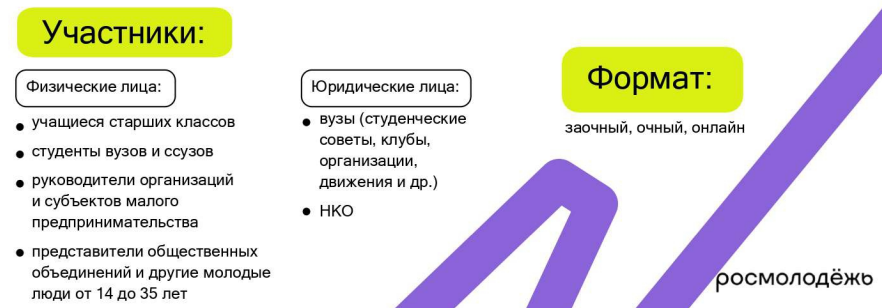 Участники:
Физические лица:
• учащиеся старших классов
• студенты вузов и ссузов
• руководители организаций
и субъектов малого
предпринимательства
• представители общественных
объединений и другие молодые
люди от 14 до 35 лет
Юридические лица:
• вузы (студенческие
советы, клубы,
организации,
движения и др.)
• НКО
Формат:
заочный, очный, онлайн
росмолодёжь